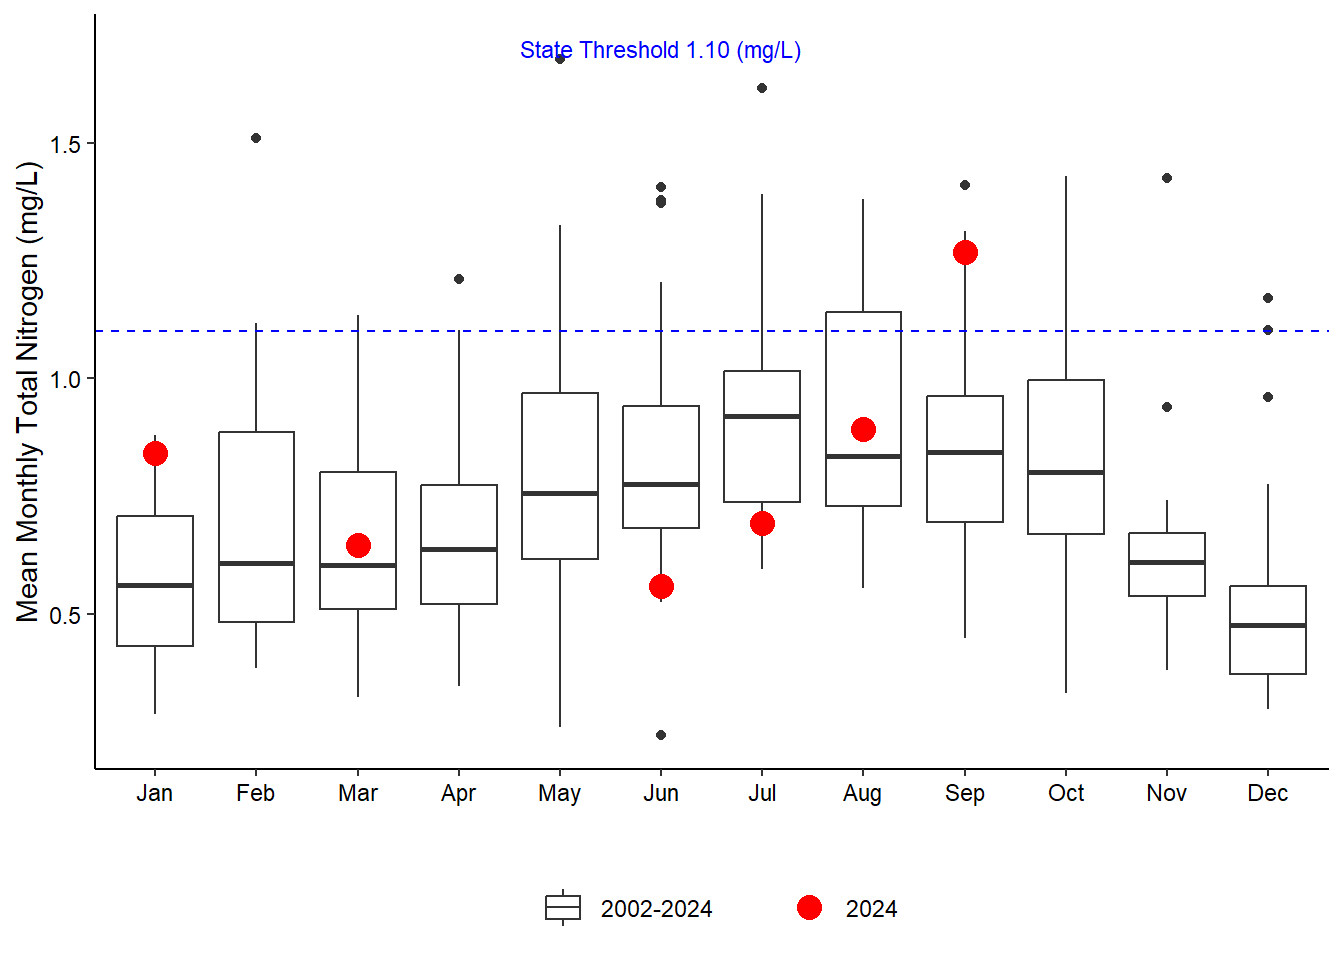 State Threshold 1.10 (mg/L)
Mean Monthly Total Nitrogen (mg/L)
1.5
1.0
0.5
Jan Feb Mar Apr May Jun Jul Aug Sep Oct Nov Dec
2002-2024 2024